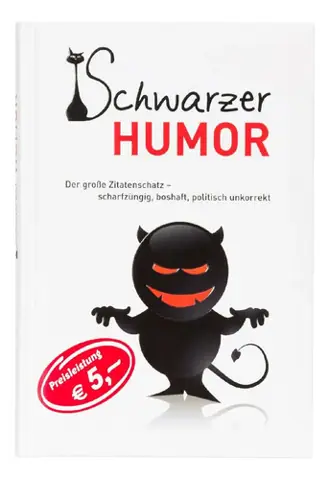 Schwarzer
HUMOR
Der große Zitatenschatz –
scharfzüngig, boshaft, politisch unkorrekt
Preisleistung
€ 5,–